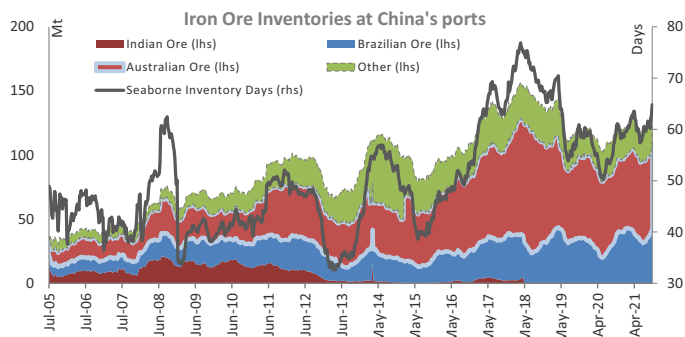 Iron Ore Inventories at China's ports
200
150
100
50
0
Mt
80
70
60
50
40
30
Days
Indian Ore (lhs)
Brazilian Ore (lhs)
Australian Ore (lhs)
Other (lhs)
Seaborne Inventory Days (rhs)
Jul-05
Jul-06
Jul-07
Jun-08
Jun-09
Jun-10
Jun-11
Jun-12
Jun-13
May-14
May-15
May-16
May-17
May-18
May-19
Apr-20
Apr-21